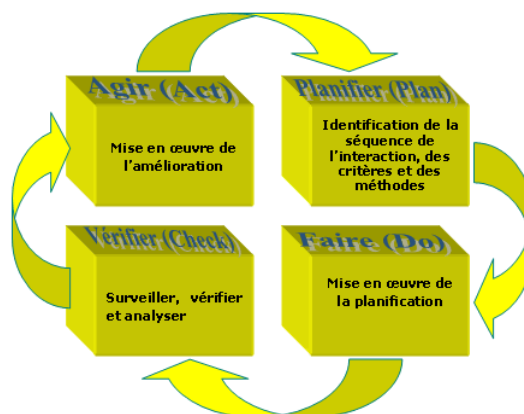 Agir (Act)
Mise en œuvre de
l'amélioration
Planifier (Plan)
Identification de la
séquence de
l'interaction, des
critères et des
méthodes
Vérifier (Check)
Surveiller, vérifier
et analyser
Faire (Do)
Mise en œuvre de
la planification